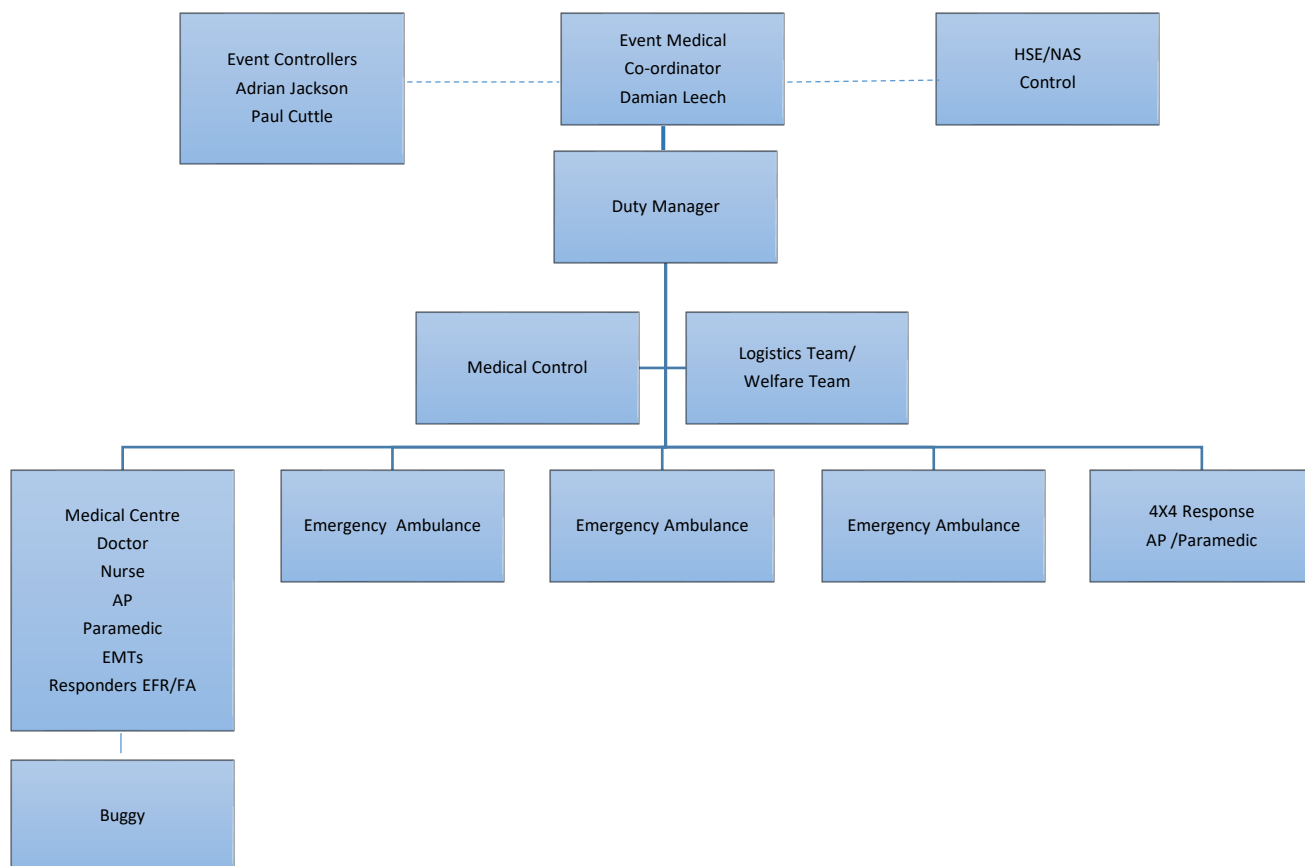 Event Controllers
Adrian Jackson
Paul Cuttle
Event Medical
Co-ordinator
Damian Leech
HSE/NAS
Control
Duty Manager
Medical Control
Logistics Team/
Welfare Team
Medical Centre
Doctor
Nurse
AP
Paramedic
EMTs
Responders EFR/FA
Emergency Ambulance
Emergency Ambulance
Emergency Ambulance
4X4 Response
AP /Paramedic
Buggy